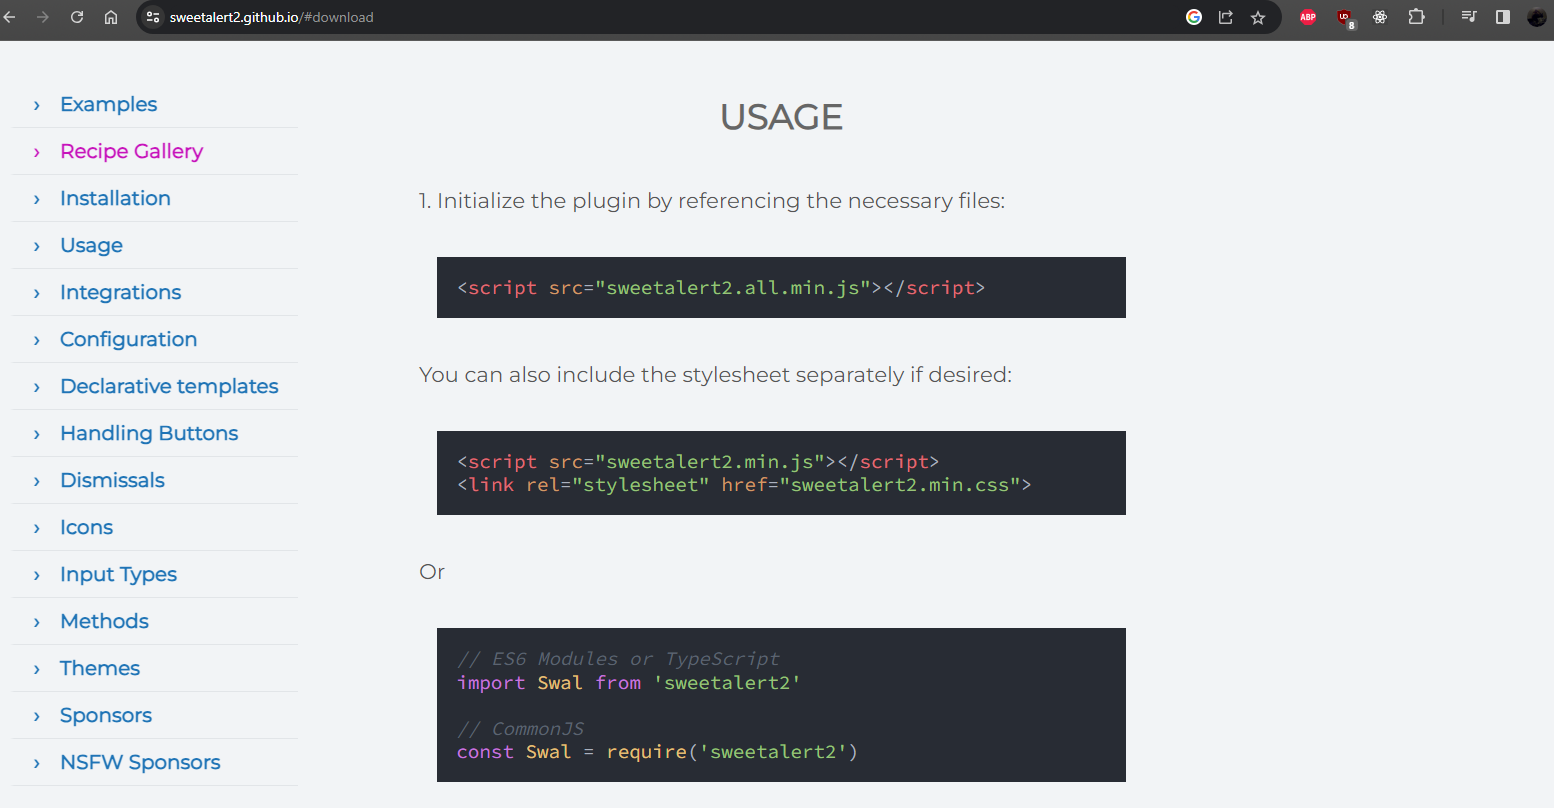 sweetalert2.github.io/#download
ABP
8
› Examples
› Recipe Gallery
› Installation
› Usage
› Integrations
› Configuration
› Declarative templates
› Handling Buttons
› Dismissals
› Icons
› Input Types
› Methods
› Themes
› Sponsors
› NSFW Sponsors
USAGE
1. Initialize the plugin by referencing the necessary files:
<script src="sweetalert2.all.min.js"></script>
You can also include the stylesheet separately if desired:
<script src="sweetalert2.min.js"></script>
<link rel="stylesheet" href="sweetalert2.min.css">
Or
// ES6 Modules or TypeScript
import Swal from 'sweetalert2'
// CommonJS
const Swal = require('sweetalert2')